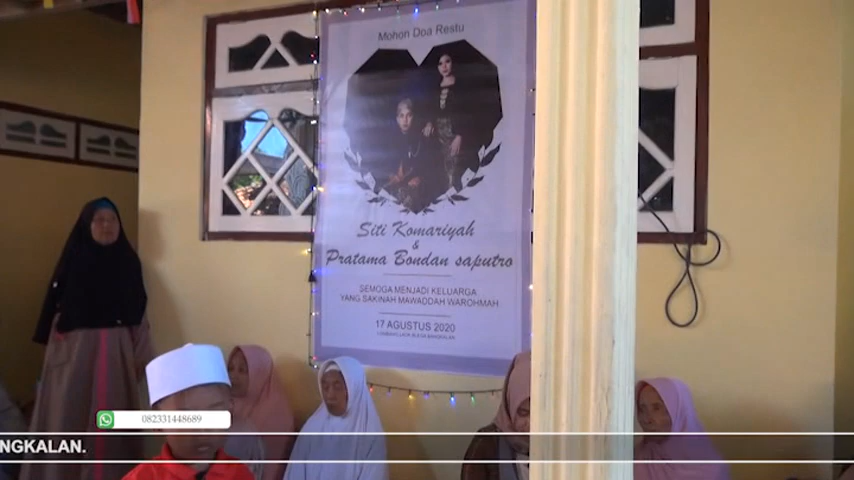 Mohon Doa Restu
Siti Komariyah
&
Pratama Bondan saputro
SEMOGA MENJADI KELUARGA
YANG SAKINAH MAWADDAH WAROHMAH
17 AGUSTUS 2020
082331448689
NGKALAN.